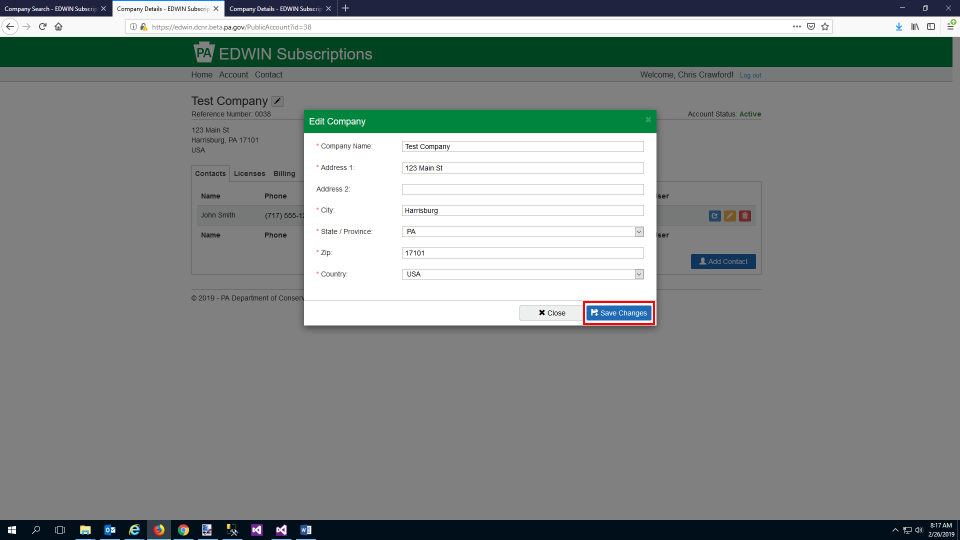 Company Search - EDWIN Subscrip
Company Details - EDWIN Subscrip
Company Details - EDWIN Subscrip
https://edwin.dcnr.beta.pa.gov/PublicAccount?id=38
PA EDWIN Subscriptions
Home Account Contact
Welcome, Chris Crawford! Log out
Test Company
Reference Number: 0038
Account Status: Active
123 Main St
Harrisburg, PA 17101
USA
Contacts Licenses Billing
Name Phone
John Smith (717) 555-12
Name Phone
Add Contact
© 2019 - PA Department of Conserv
Edit Company
* Company Name: Test Company
* Address 1: 123 Main St
Address 2:
* City: Harrisburg
* State / Province: PA
* Zip: 17101
* Country: USA
Close
Save Changes
8:17 AM
2/26/2019